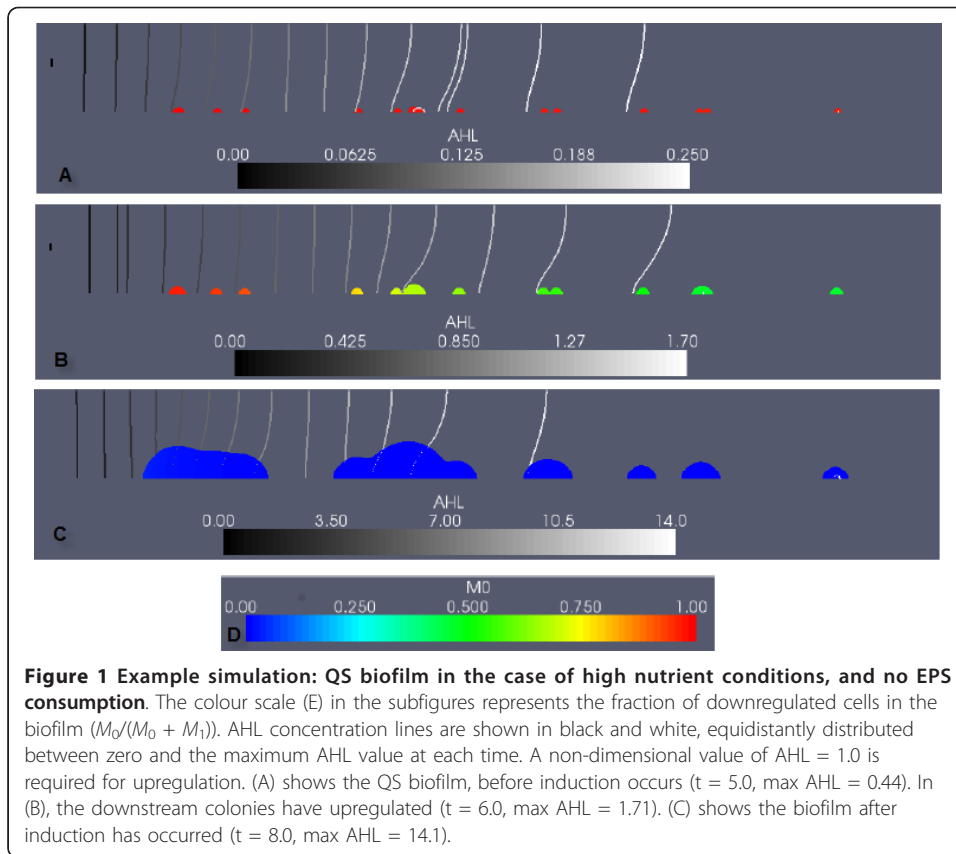 AHL
0.00 0.0625 0.125 0.188 0.250
A
AHL
0.00 0.425 0.850 1.27 1.70
B
AHL
0.00 3.50 7.00 10.5 14.0
C
M0
0.00 0.250 0.500 0.750 1.00
D
Figure 1 Example simulation: QS biofilm in the case of high nutrient conditions, and no EPS
consumption. The colour scale (E) in the subfigures represents the fraction of downregulated cells in the
biofilm (M0/(M0 + M1)). AHL concentration lines are shown in black and white, equidistantly distributed
between zero and the maximum AHL value at each time. A non-dimensional value of AHL = 1.0 is
required for upregulation. (A) shows the QS biofilm, before induction occurs (t = 5.0, max AHL = 0.44). In
(B), the downstream colonies have upregulated (t = 6.0, max AHL = 1.71). (C) shows the biofilm after
induction has occurred (t = 8.0, max AHL = 14.1).